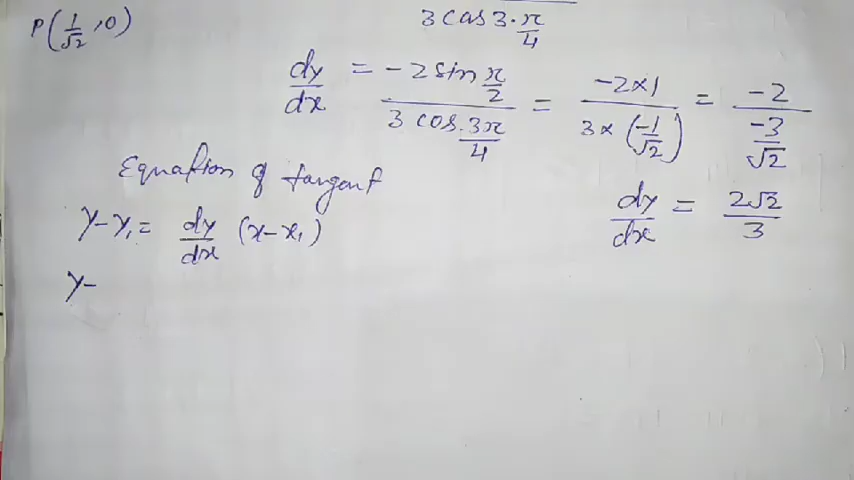 P(1/√2, 0)
3 cos 3·π/4
dy/dx = -2 sin π/2 / 3 cos·3π/4 = -2×1 / 3×(-1/√2) = -2 / -3/√2
Equation of tangent
dy/dx = 2√2/3
y-y₁ = dy/dx (x-x₁)
y-